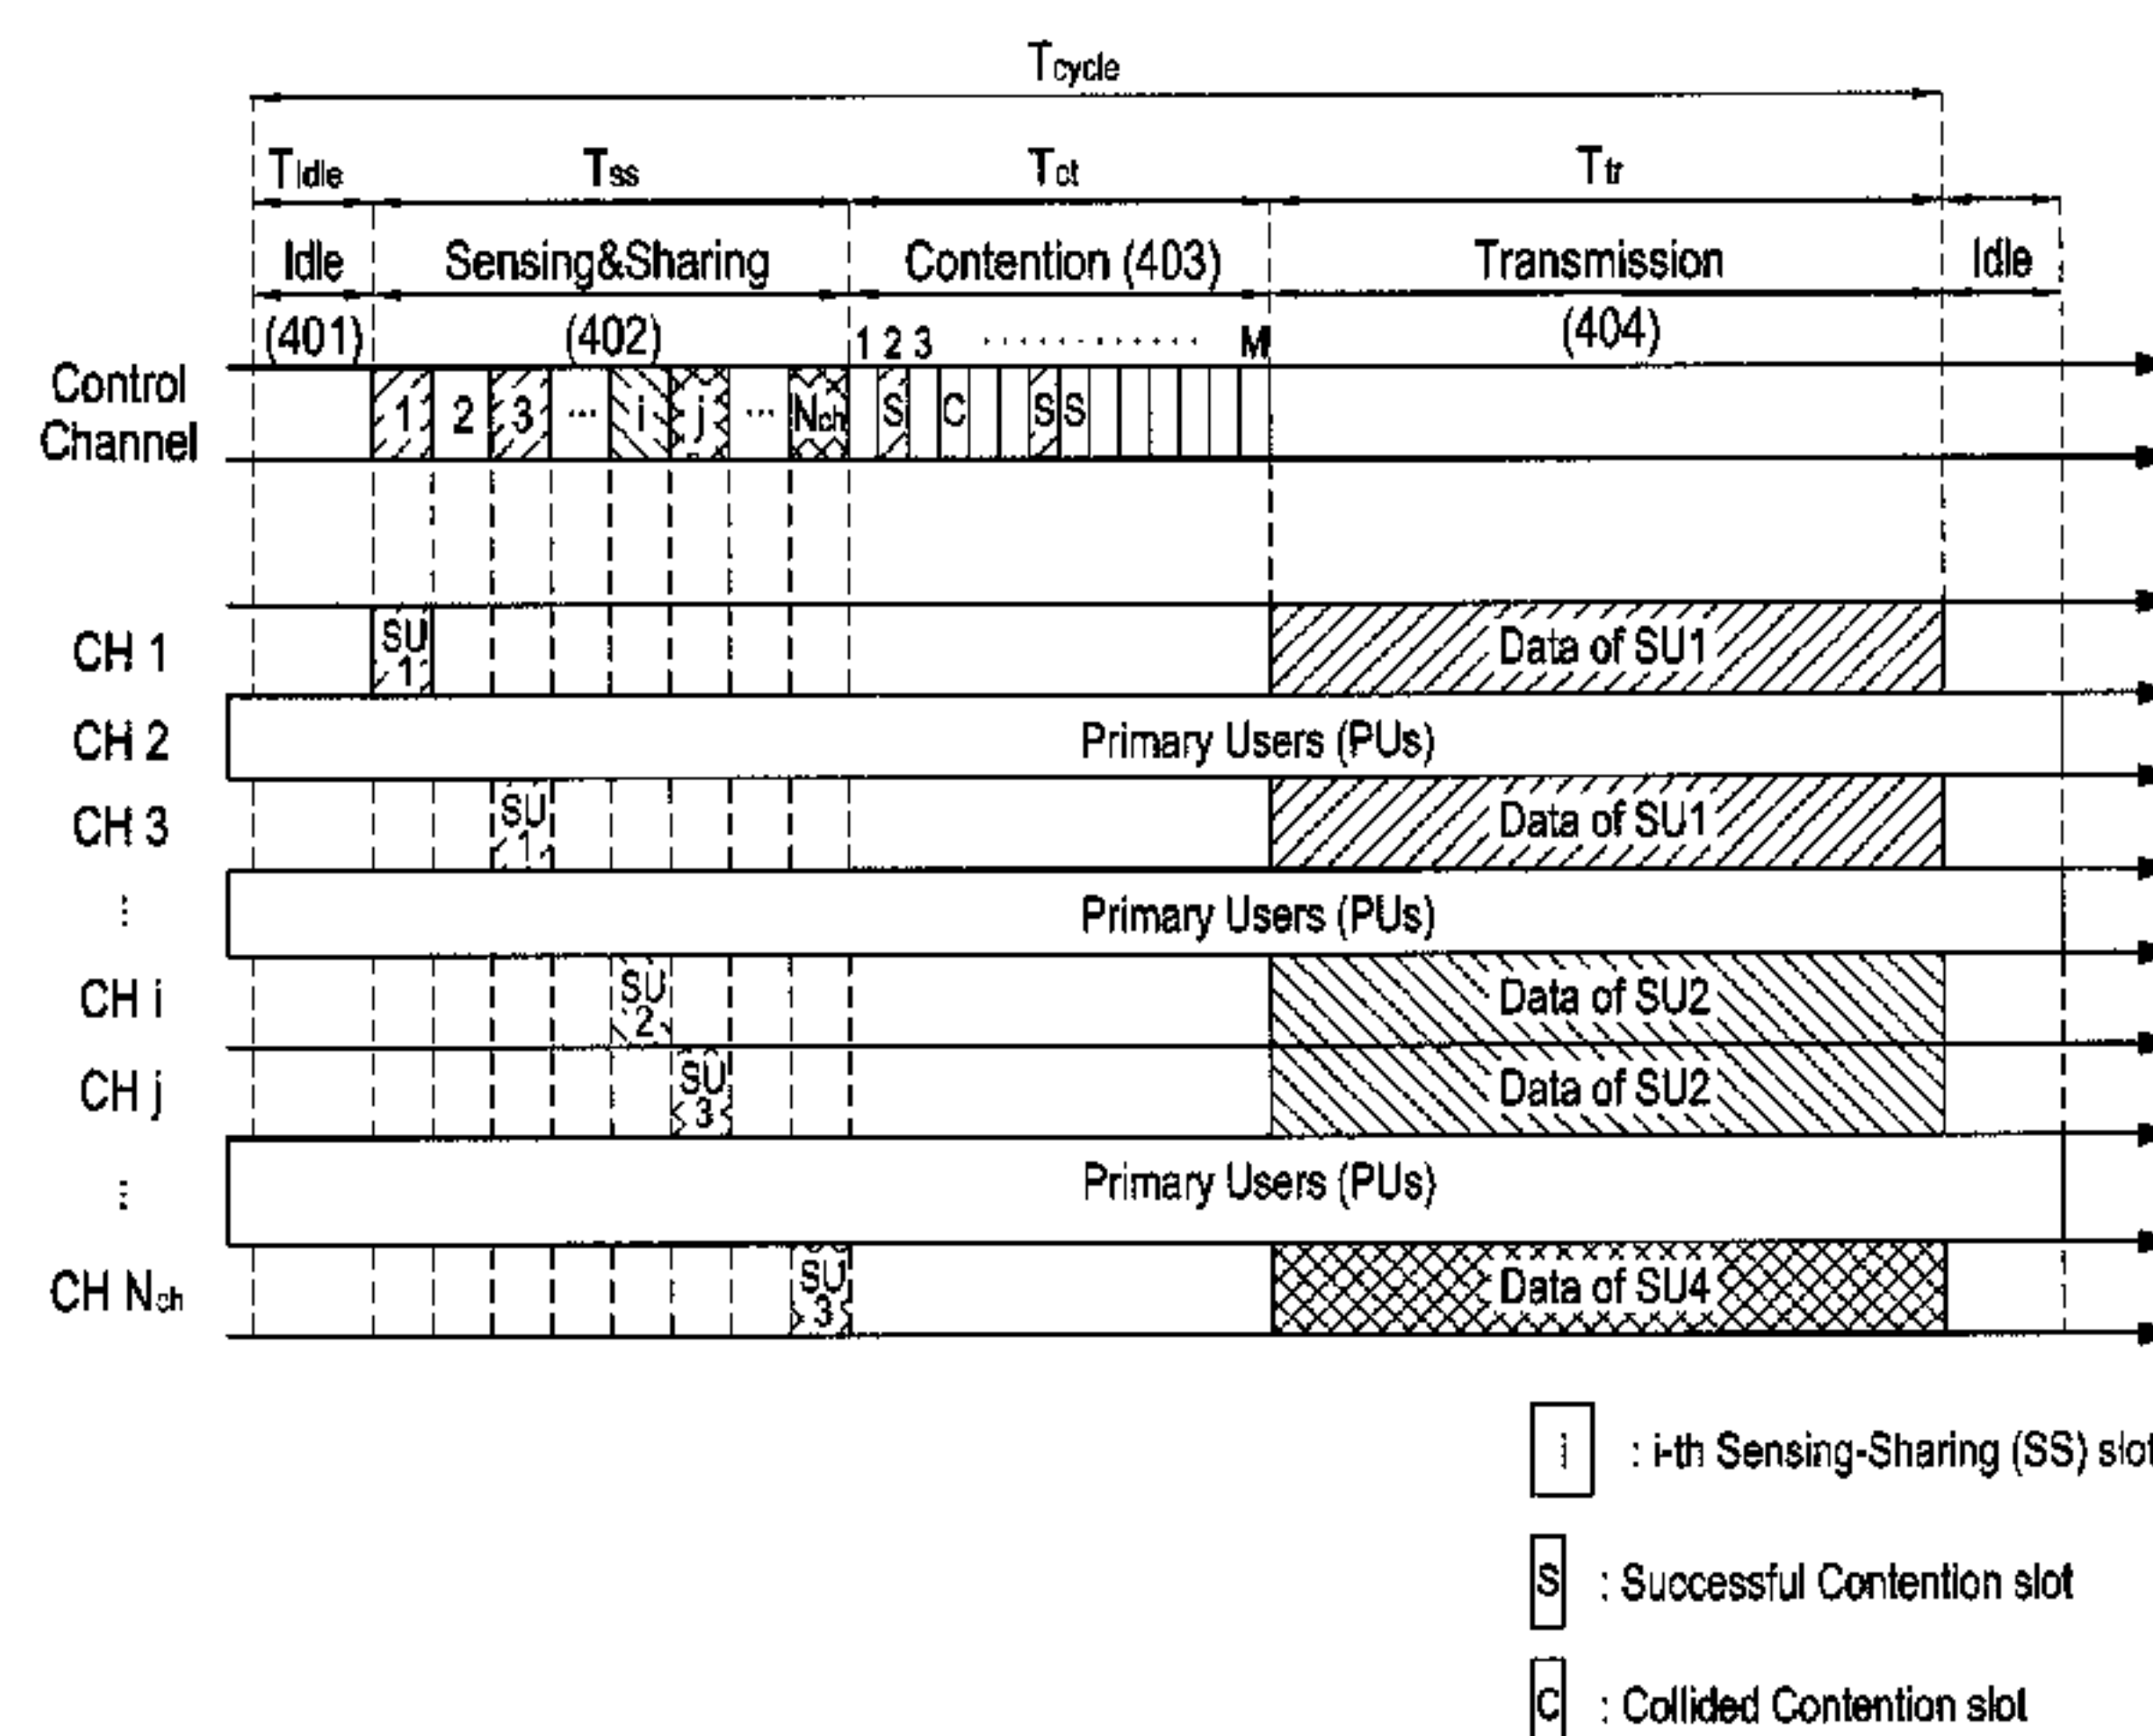 Tcycle
Tidle Tss Tct Ttr
Idle Sensing&Sharing Contention (403) Transmission Idle
(401) (402) 1 2 3 ············ M (404)
Control
Channel
1 2 3 ... i j ... Nch S C S S
CH 1 SU 1 Data of SU1
CH 2 Primary Users (PUs)
CH 3 SU 1 Data of SU1
⋮ Primary Users (PUs)
CH i SU 2 Data of SU2
CH j SU 3 Data of SU2
⋮ Primary Users (PUs)
CH Nch SU 3 Data of SU4
i : i-th Sensing-Sharing (SS) slot
S : Successful Contention slot
C : Collided Contention slot